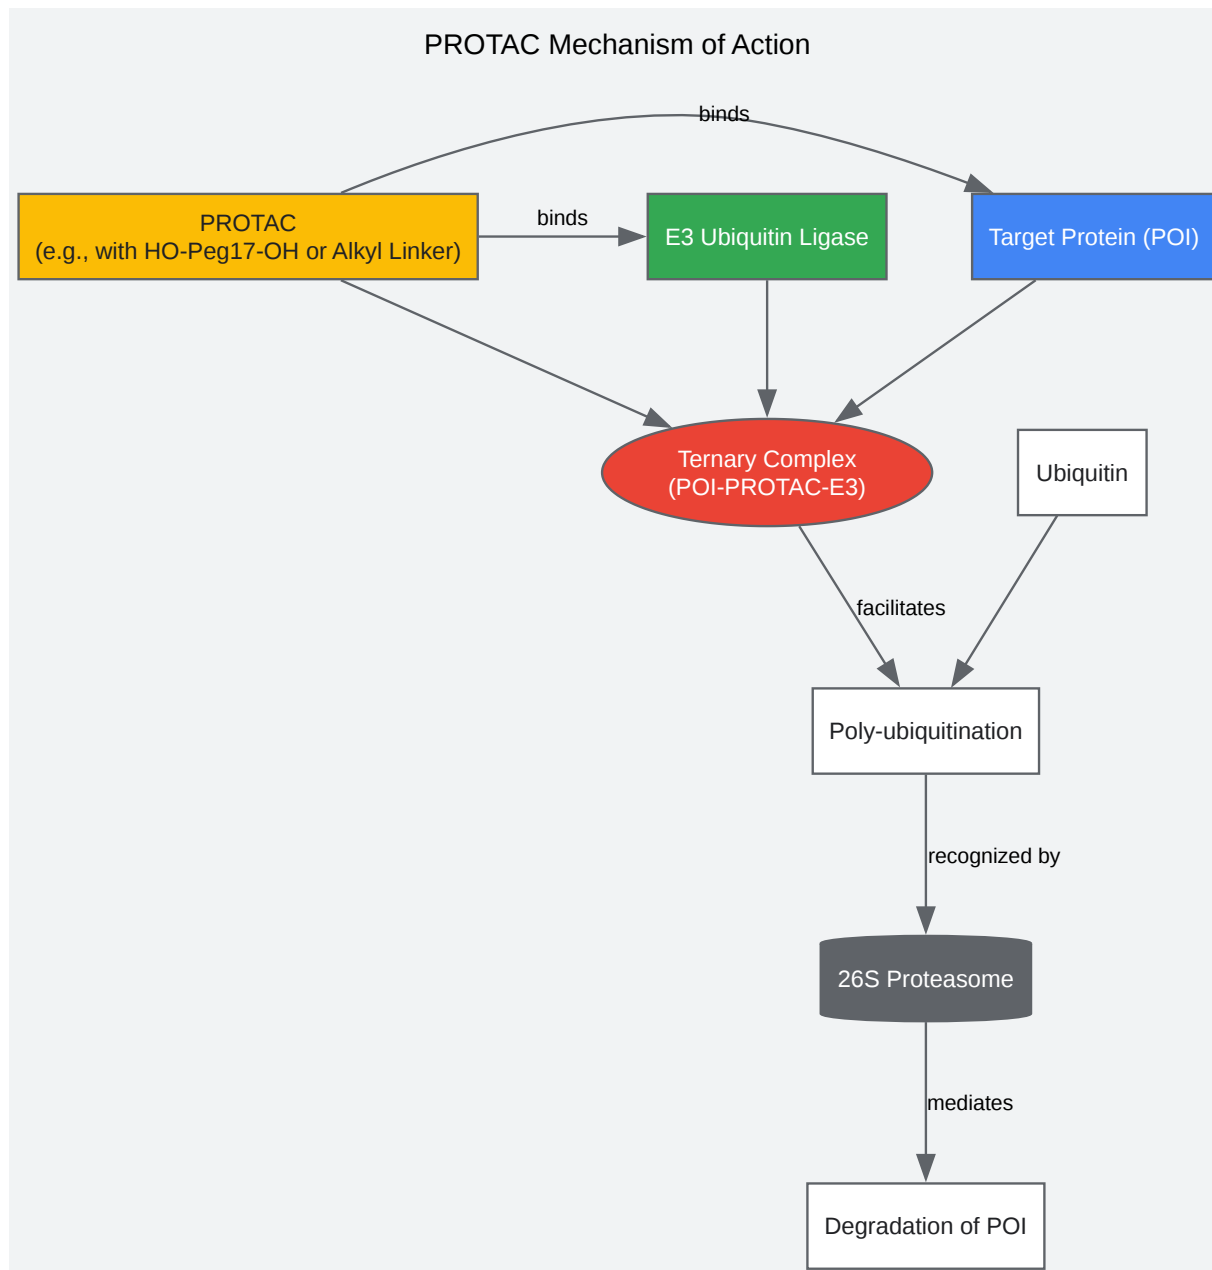 PROTAC Mechanism of Action
binds
PROTAC
(e.g., with HO-Peg17-OH or Alkyl Linker)
binds
E3 Ubiquitin Ligase
Target Protein (POI)
Ternary Complex
(POI-PROTAC-E3)
Ubiquitin
facilitates
Poly-ubiquitination
recognized by
26S Proteasome
mediates
Degradation of POI